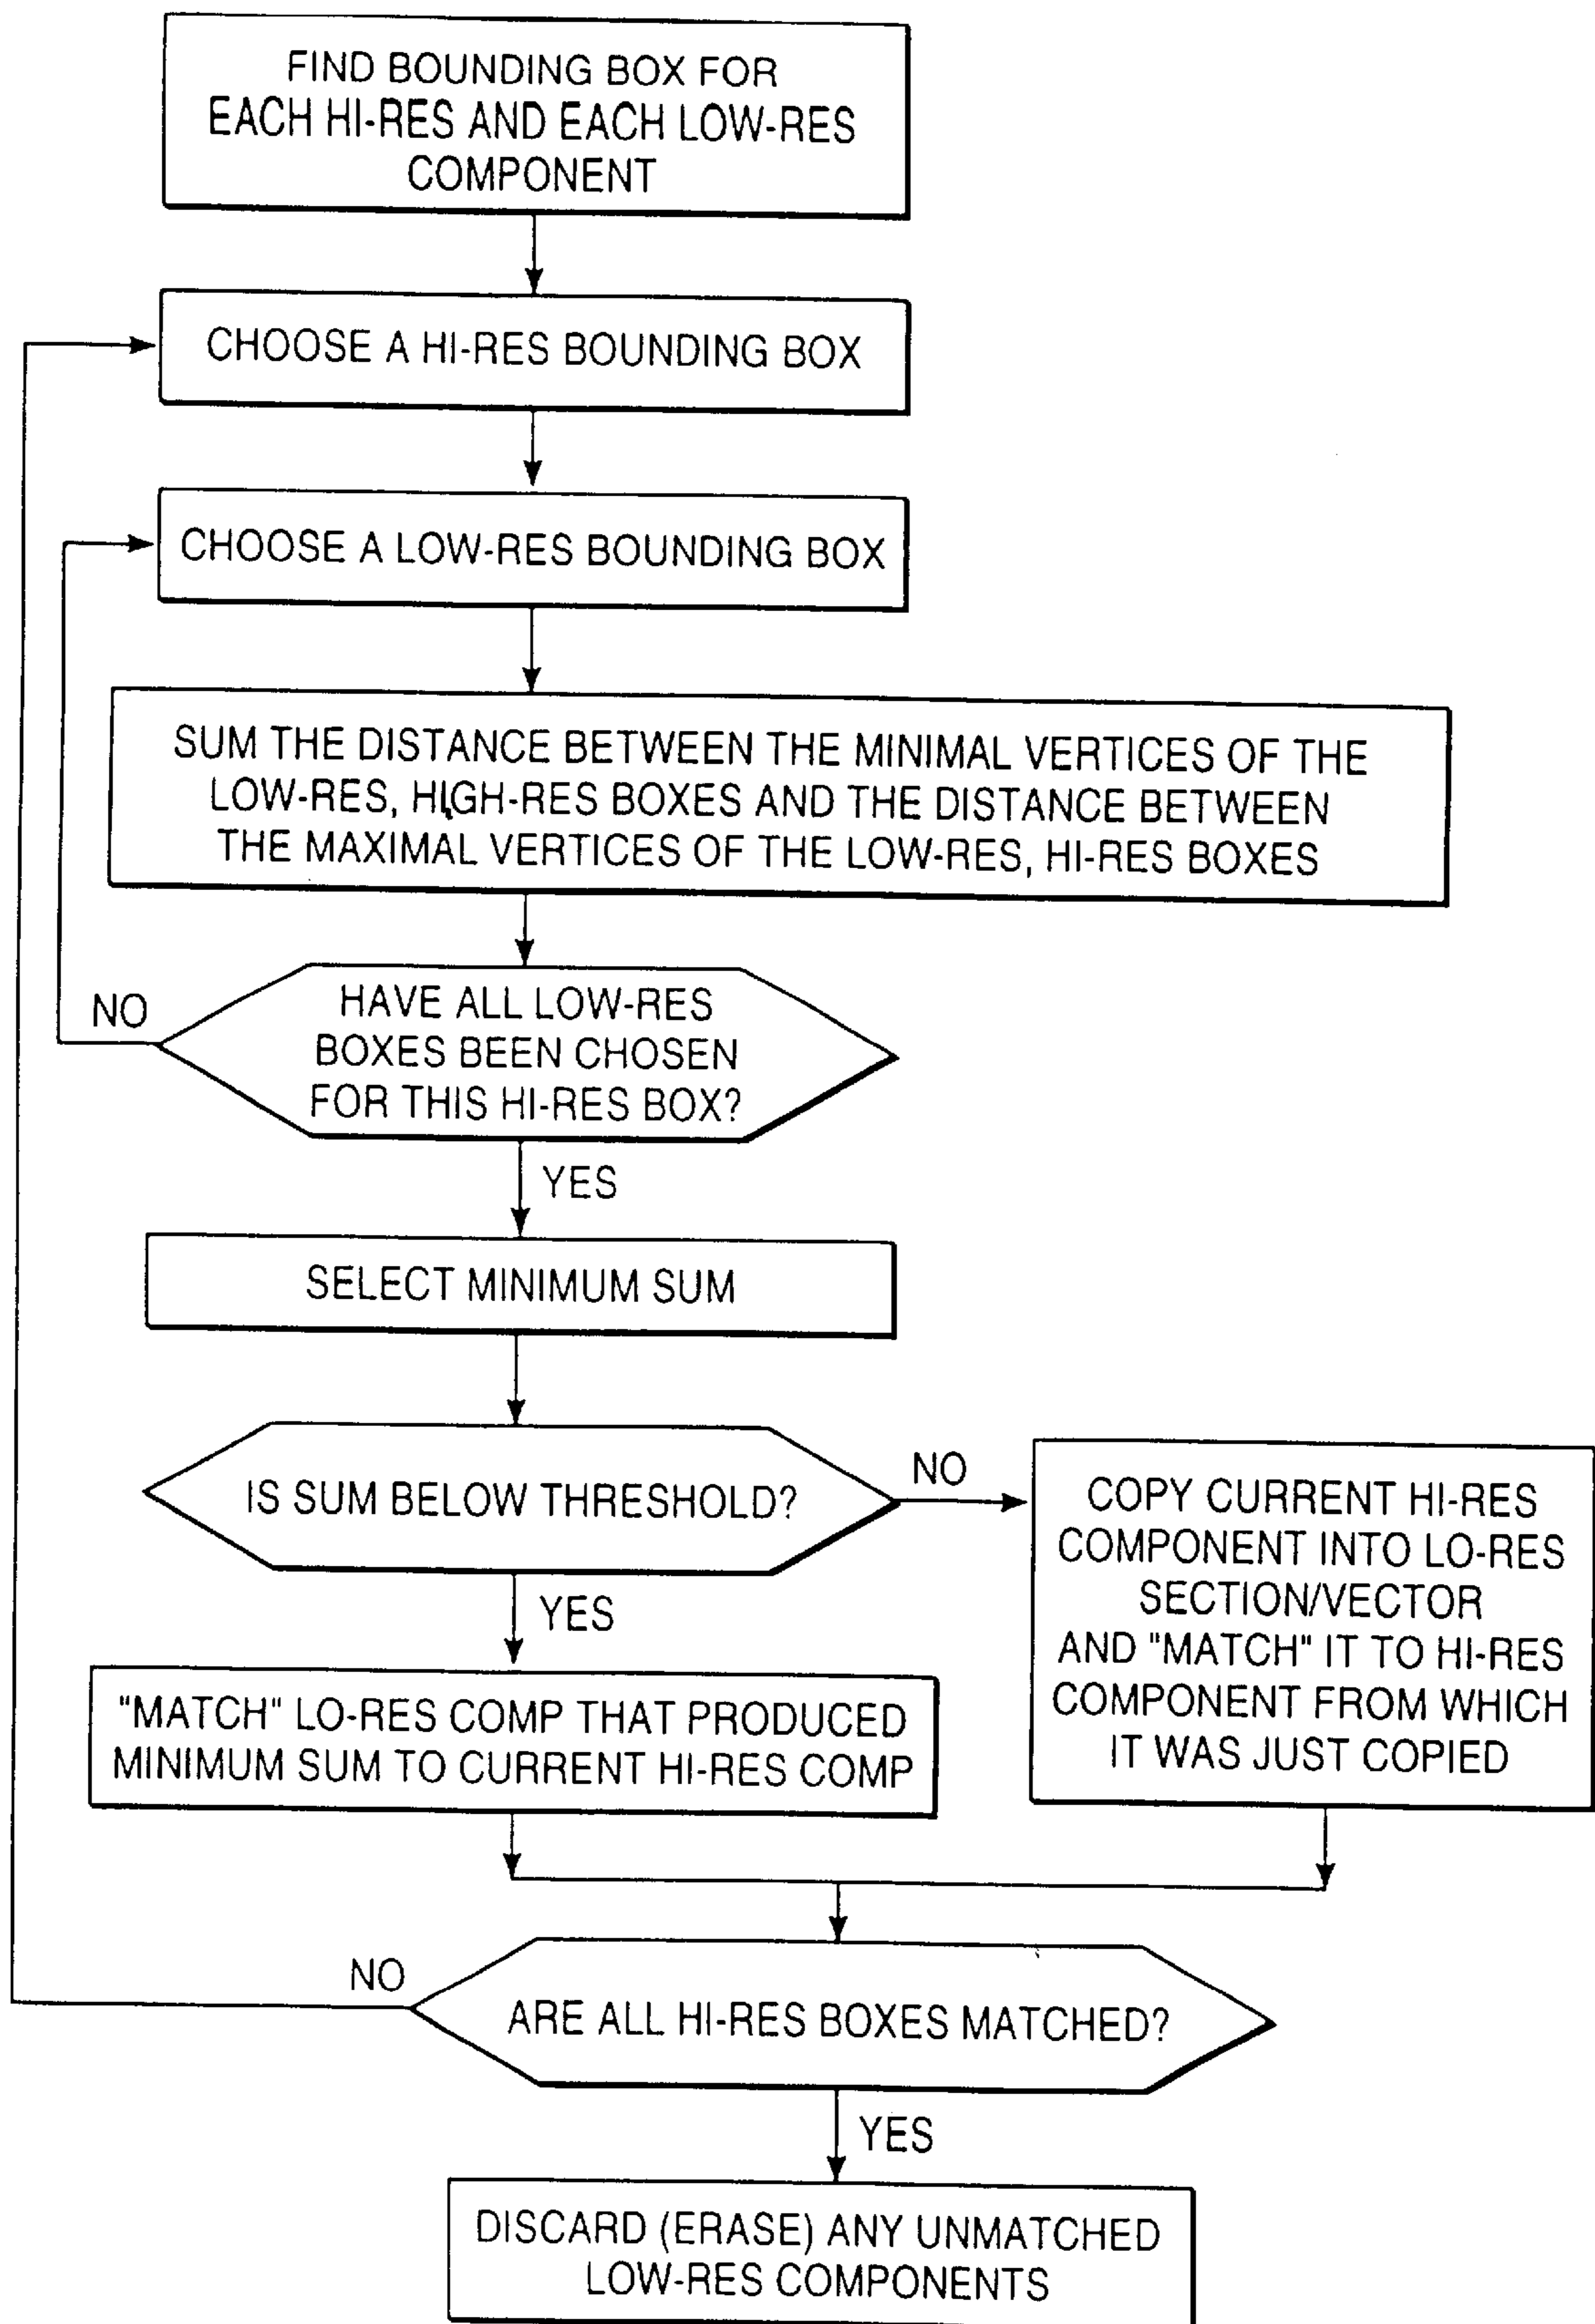 FIND BOUNDING BOX FOR
EACH HI-RES AND EACH LOW-RES
COMPONENT
CHOOSE A HI-RES BOUNDING BOX
CHOOSE A LOW-RES BOUNDING BOX
SUM THE DISTANCE BETWEEN THE MINIMAL VERTICES OF THE
LOW-RES, HIGH-RES BOXES AND THE DISTANCE BETWEEN
THE MAXIMAL VERTICES OF THE LOW-RES, HI-RES BOXES
NO
HAVE ALL LOW-RES
BOXES BEEN CHOSEN
FOR THIS HI-RES BOX?
YES
SELECT MINIMUM SUM
IS SUM BELOW THRESHOLD?
NO
YES
COPY CURRENT HI-RES
COMPONENT INTO LO-RES
SECTION/VECTOR
AND "MATCH" IT TO HI-RES
COMPONENT FROM WHICH
IT WAS JUST COPIED
"MATCH" LO-RES COMP THAT PRODUCED
MINIMUM SUM TO CURRENT HI-RES COMP
NO
ARE ALL HI-RES BOXES MATCHED?
YES
DISCARD (ERASE) ANY UNMATCHED
LOW-RES COMPONENTS